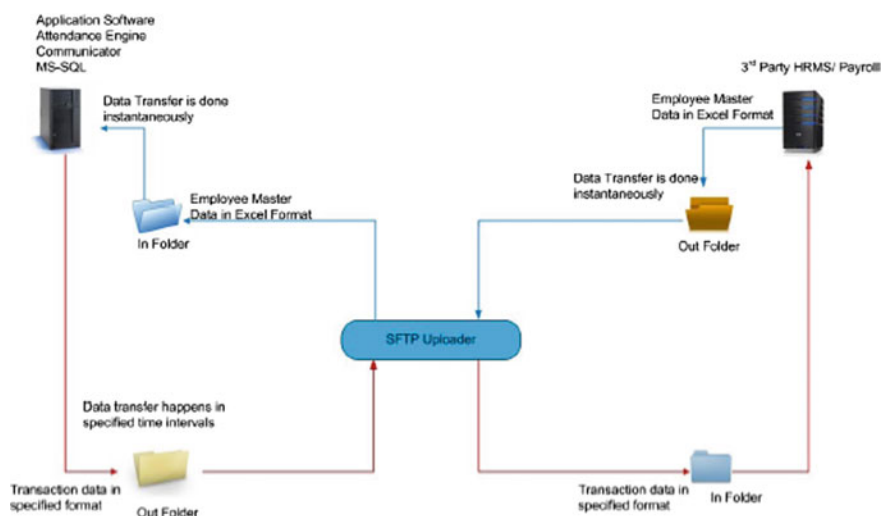 Application Software
Attendance Engine
Communicator
MS-SQL
3rd Party HRMS/ Payrolll
Data Transfer is done
instantaneously
Employee Master
Data in Excel Format
Data Transfer is done
instantaneously
Employee Master
Data in Excel Format
In Folder
Out Folder
SFTP Uploader
Data transfer happens in
specified time intervals
Transaction data in
specified format
Out Folder
Transaction data in
specified format
In Folder